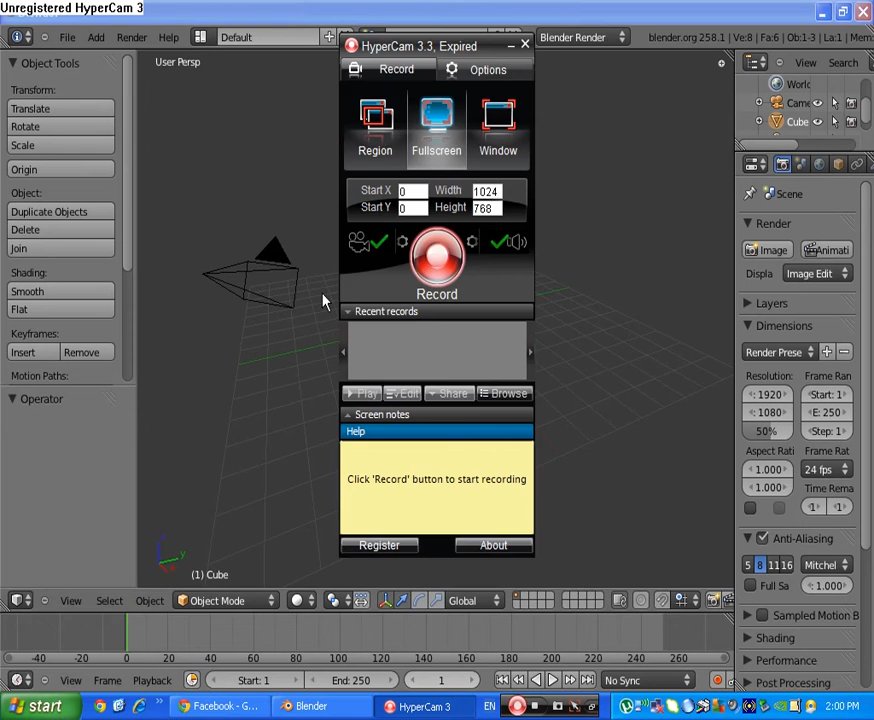 Unregistered HyperCam 3
File Add Render Help Default Blender Render blender.org 258.1 | Ve:8 | Fa:6 | Ob:1-3 | La:1 | Mem:
Object Tools
Transform:
Translate
Rotate
Scale
Origin
Object:
Duplicate Objects
Delete
Join
Shading:
Smooth
Flat
Keyframes:
Insert Remove
Motion Paths:
Operator
User Persp
(1) Cube
HyperCam 3.3, Expired
Record Options
Region Fullscreen Window
Start X 0 Width 1024
Start Y 0 Height 768
Record
Recent records
Play Edit Share Browse
Screen notes
Help
Click 'Record' button to start recording
Register About
View Search
World
Came
Cube
Scene
Render
Image Animati
Displa Image Edit
Layers
Dimensions
Render Prese
Resolution: Frame Ran
1920 Start: 1
1080 E: 250
50% Step: 1
Aspect Rati Frame Rat
1.000 24 fps
1.000 Time Rema
1 1
Anti-Aliasing
5 8 11 16 Mitchel
Full Sa 1.000
Sampled Motion B
Shading
Performance
Post Processing
View Select Object Object Mode Global
-40 -20 0 20 40 60 80 100 120 140 160 180 200 220 240 260
View Frame Playback Start: 1 End: 250 1 No Sync
start Facebook - G... Blender HyperCam 3 EN 2:00 PM